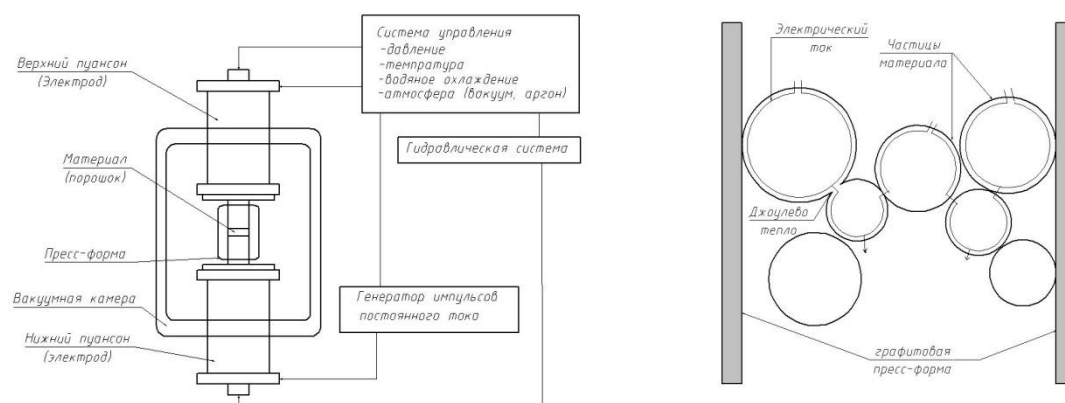 Верхний пуансон
(Электрод)
Материал
(порошок)
Пресс-форма
Вакуумная камера
Нижний пуансон
(электрод)
Система управления
-давление
-температура
-водяное охлаждение
-атмосфера (вакуум, аргон)
Гидравлическая система
Генератор импульсов
постоянного тока
Электрический
ток
Частицы
материала
Джоулево
тепло
графитовая
пресс-форма